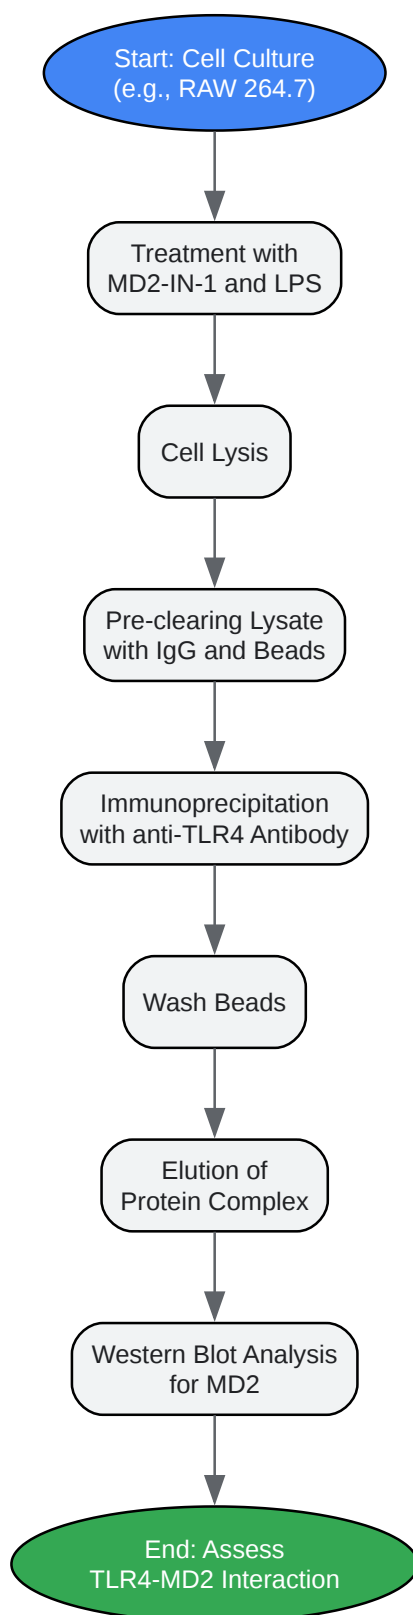 Start: Cell Culture
(e.g., RAW 264.7)
Treatment with
MD2-IN-1 and LPS
Cell Lysis
Pre-clearing Lysate
with IgG and Beads
Immunoprecipitation
with anti-TLR4 Antibody
Wash Beads
Elution of
Protein Complex
Western Blot Analysis
for MD2
End: Assess
TLR4-MD2 Interaction